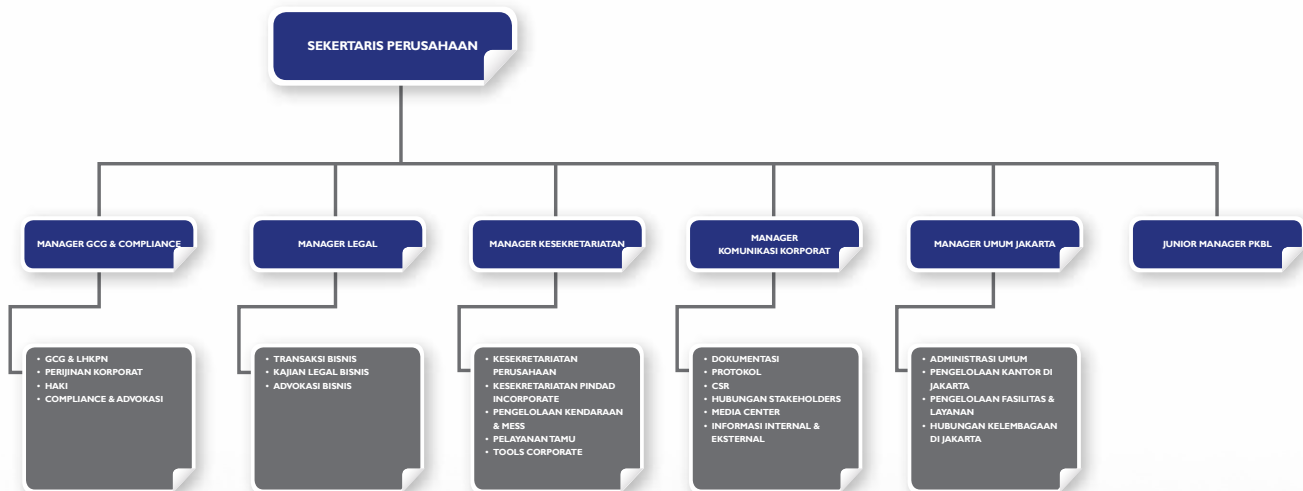 SEKERTARIS PERUSAHAAN
MANAGER GCG & COMPLIANCE
MANAGER LEGAL
MANAGER KESEKRETARIATAN
MANAGER
KOMUNIKASI KORPORAT
MANAGER UMUM JAKARTA
JUNIOR MANAGER PKBL
• GCG & LHKPN
• PERIJINAN KORPORAT
• HAKI
• COMPLIANCE & ADVOKASI
• TRANSAKSI BISNIS
• KAJIAN LEGAL BISNIS
• ADVOKASI BISNIS
• KESEKRETARIATAN
PERUSAHAAN
• KESEKRETARIATAN PINDAD
INCORPORATE
• PENGELOLAAN KENDARAAN
& MESS
• PELAYANAN TAMU
• TOOLS CORPORATE
• DOKUMENTASI
• PROTOKOL
• CSR
• HUBUNGAN STAKEHOLDERS
• MEDIA CENTER
• INFORMASI INTERNAL &
EKSTERNAL
• ADMINISTRASI UMUM
• PENGELOLAAN KANTOR DI
JAKARTA
• PENGELOLAAN FASILITAS &
LAYANAN
• HUBUNGAN KELEMBAGAAN
DI JAKARTA